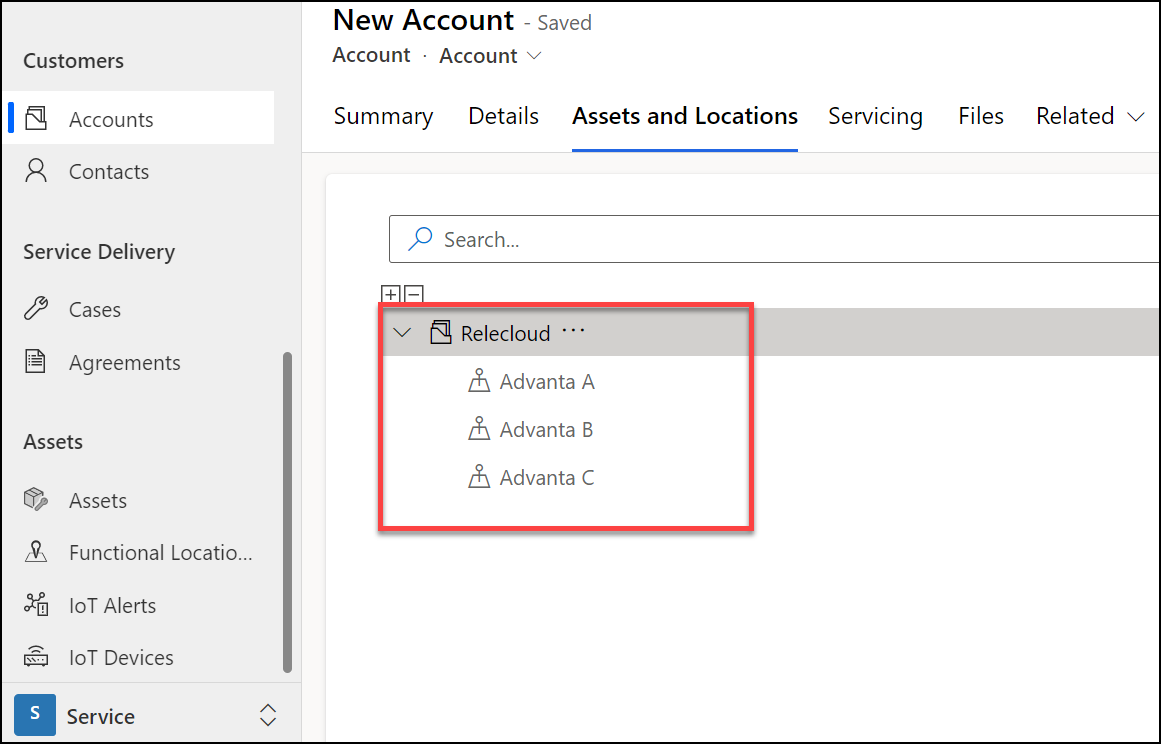 Customers
Accounts
Contacts
Service Delivery
Cases
Agreements
Assets
Assets
Functional Locatio...
IoT Alerts
IoT Devices
S Service
New Account - Saved
Account · Account
Summary Details Assets and Locations Servicing Files Related
Search...
Relecloud ···
Advanta A
Advanta B
Advanta C